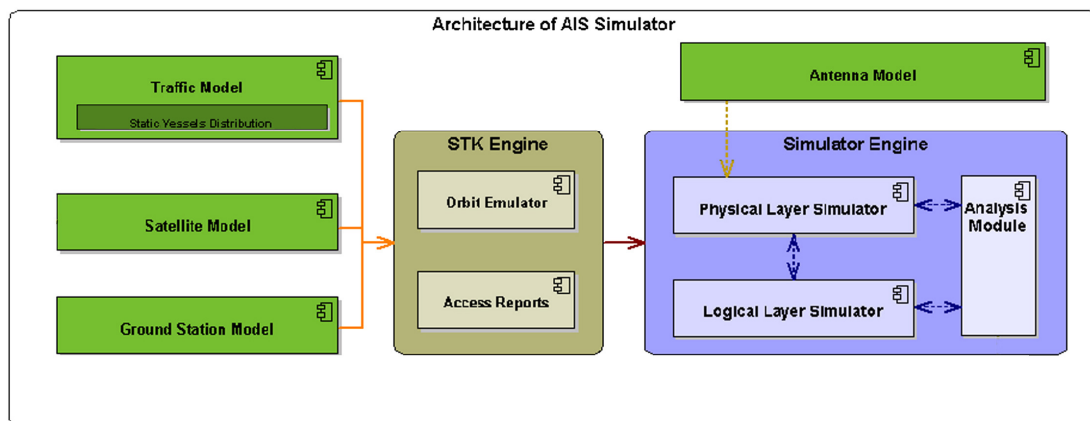 Architecture of AIS Simulator
Traffic Model
Static Vessels Distribution
Antenna Model
STK Engine
Simulator Engine
Orbit Emulator
Physical Layer Simulator
Analysis
Module
Satellite Model
Access Reports
Logical Layer Simulator
Ground Station Model